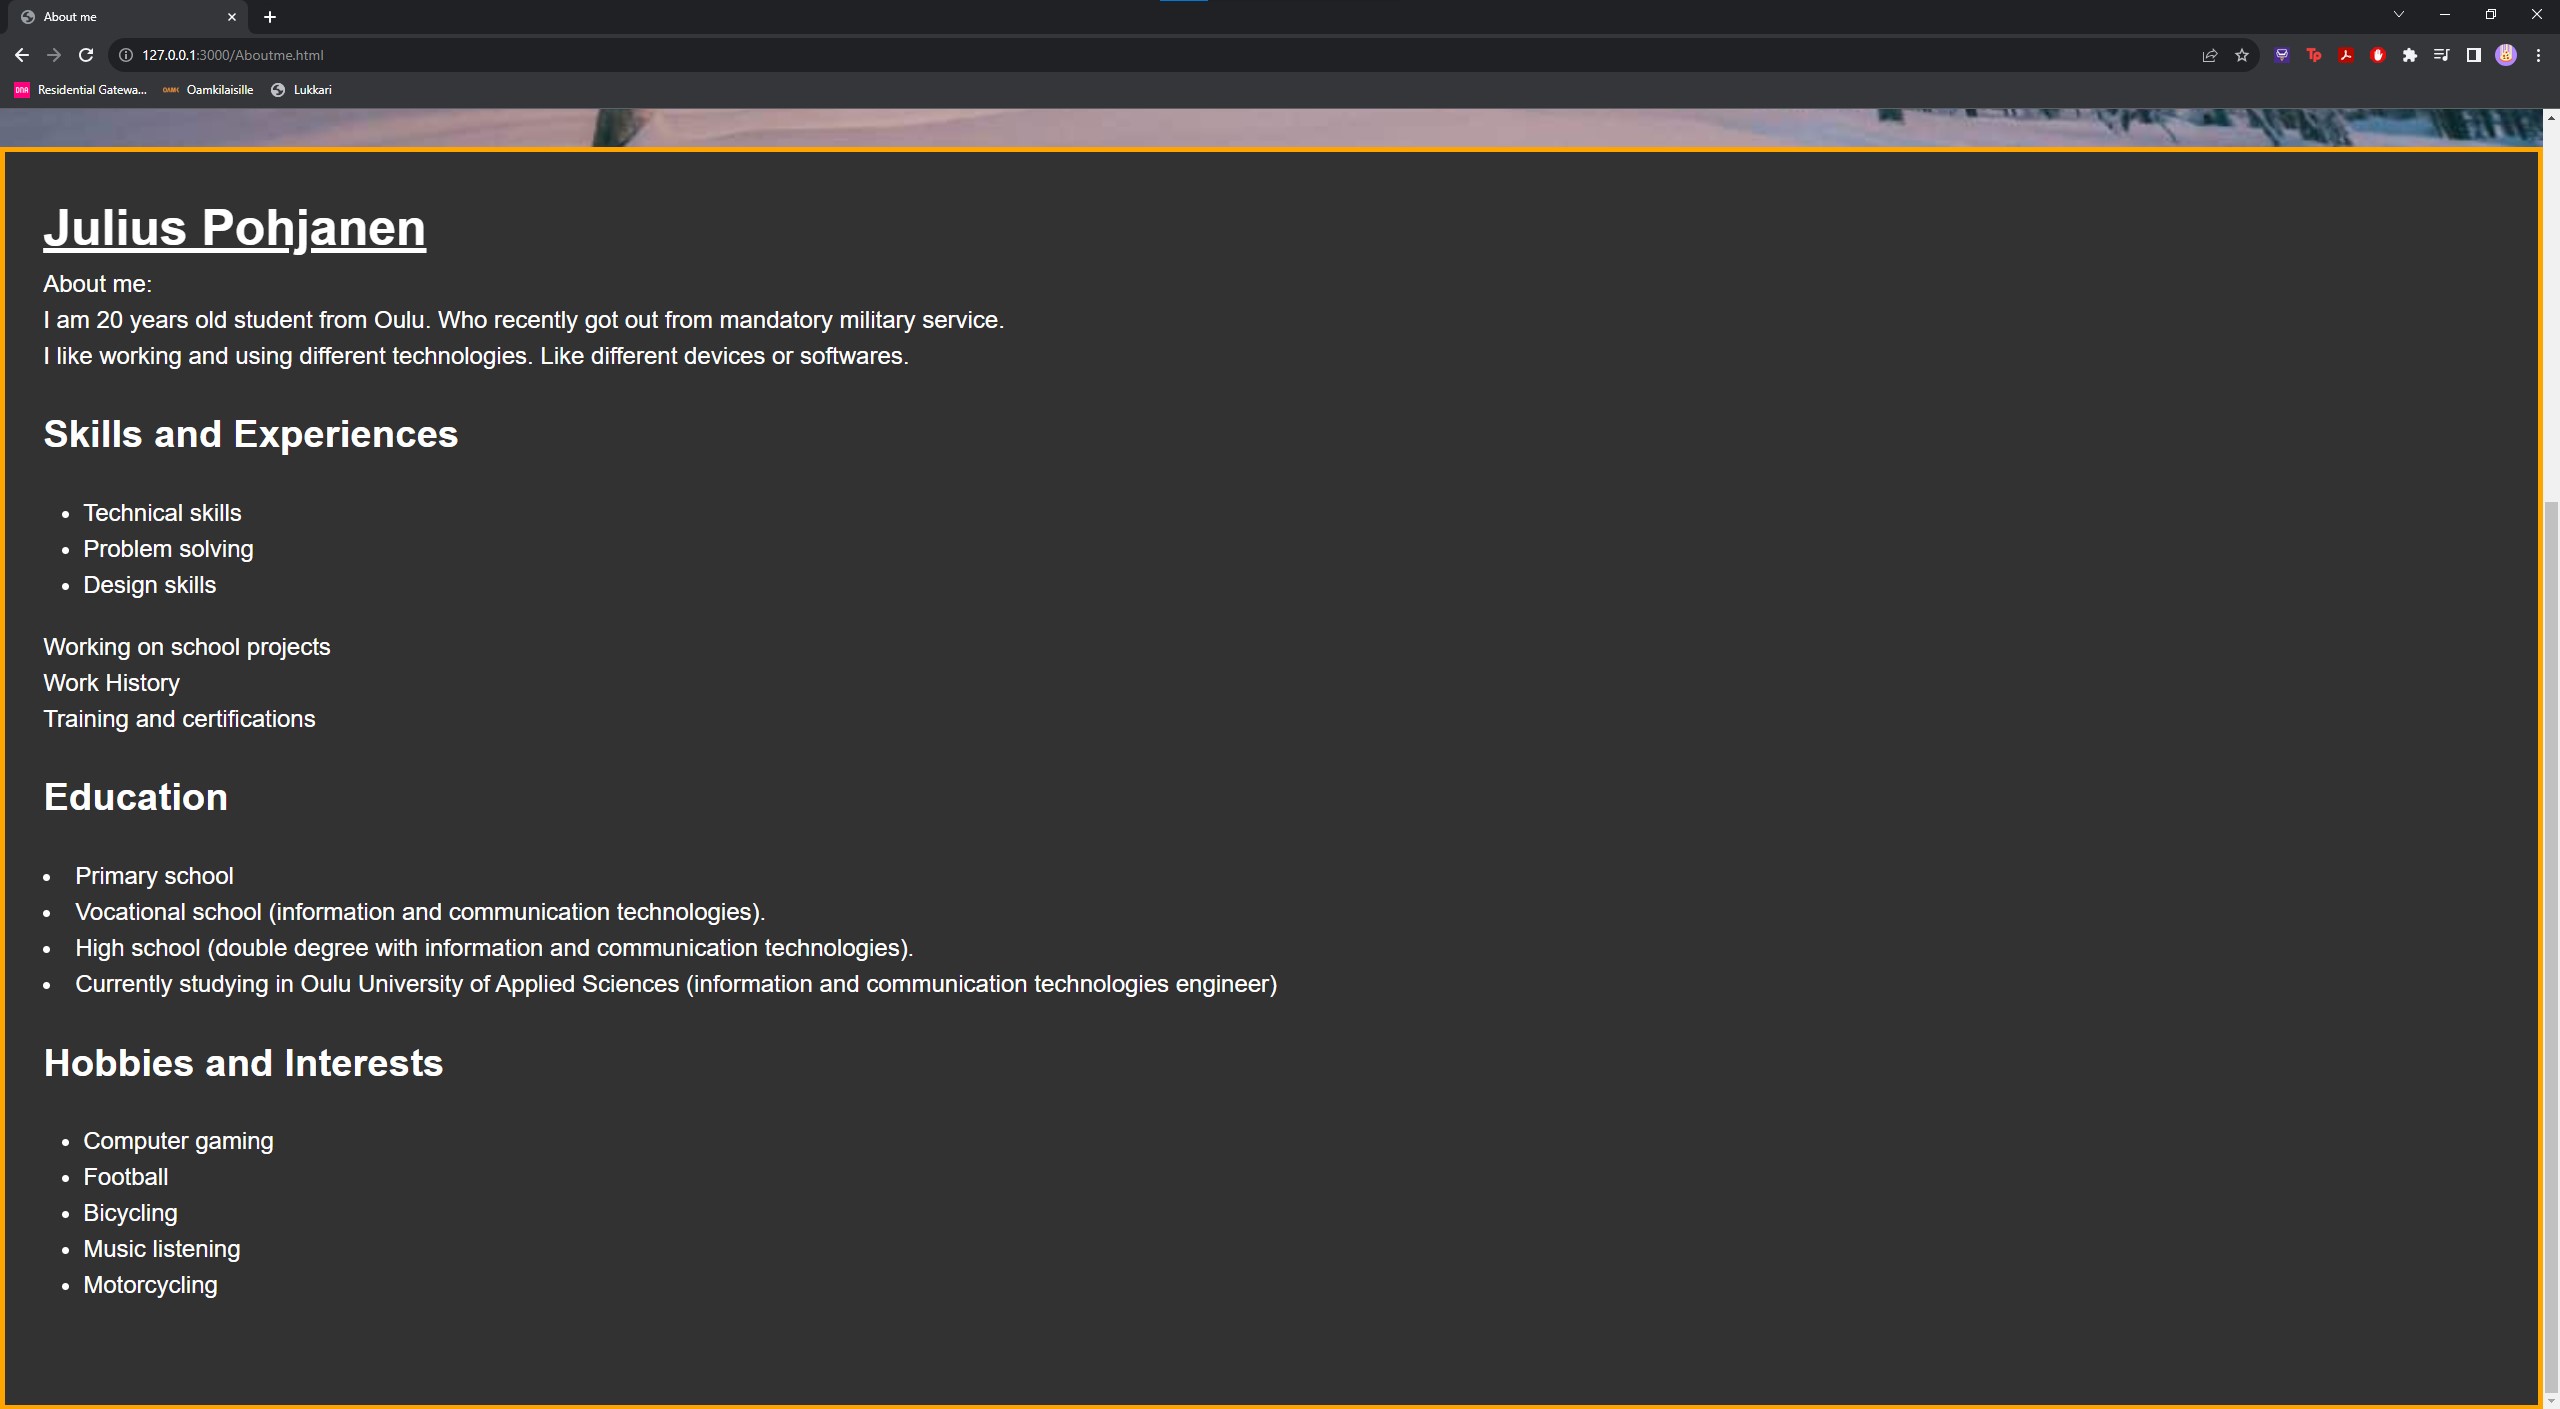 About me
127.0.0.1:3000/Aboutme.html
Tp
DNA Residential Gatewa... OAMK Oamkilaisille Lukkari
Julius Pohjanen
About me:
I am 20 years old student from Oulu. Who recently got out from mandatory military service.
I like working and using different technologies. Like different devices or softwares.
Skills and Experiences
Technical skills
Problem solving
Design skills
Working on school projects
Work History
Training and certifications
Education
Primary school
Vocational school (information and communication technologies).
High school (double degree with information and communication technologies).
Currently studying in Oulu University of Applied Sciences (information and communication technologies engineer)
Hobbies and Interests
Computer gaming
Football
Bicycling
Music listening
Motorcycling